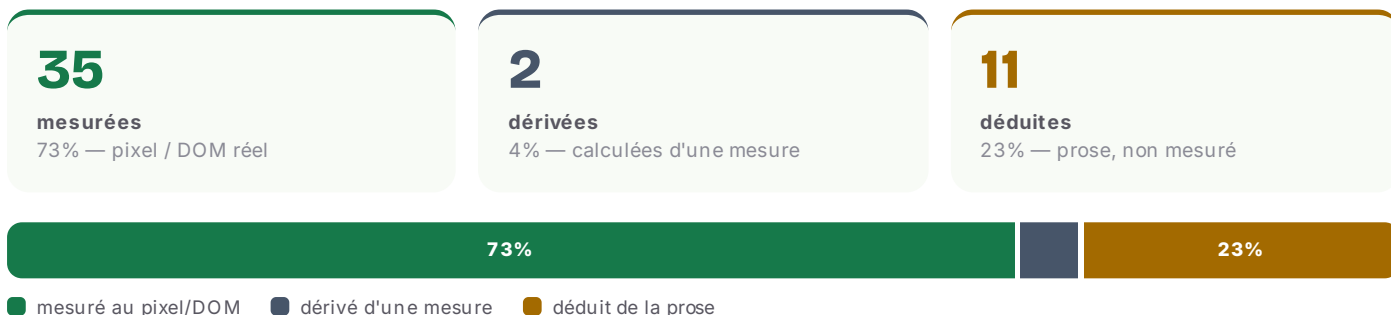 35
mesurées
73% — pixel / DOM réel
2
dérivées
4% — calculées d'une mesure
11
déduites
23% — prose, non mesuré
73%
23%
mesuré au pixel/DOM
dérivé d'une mesure
déduit de la prose